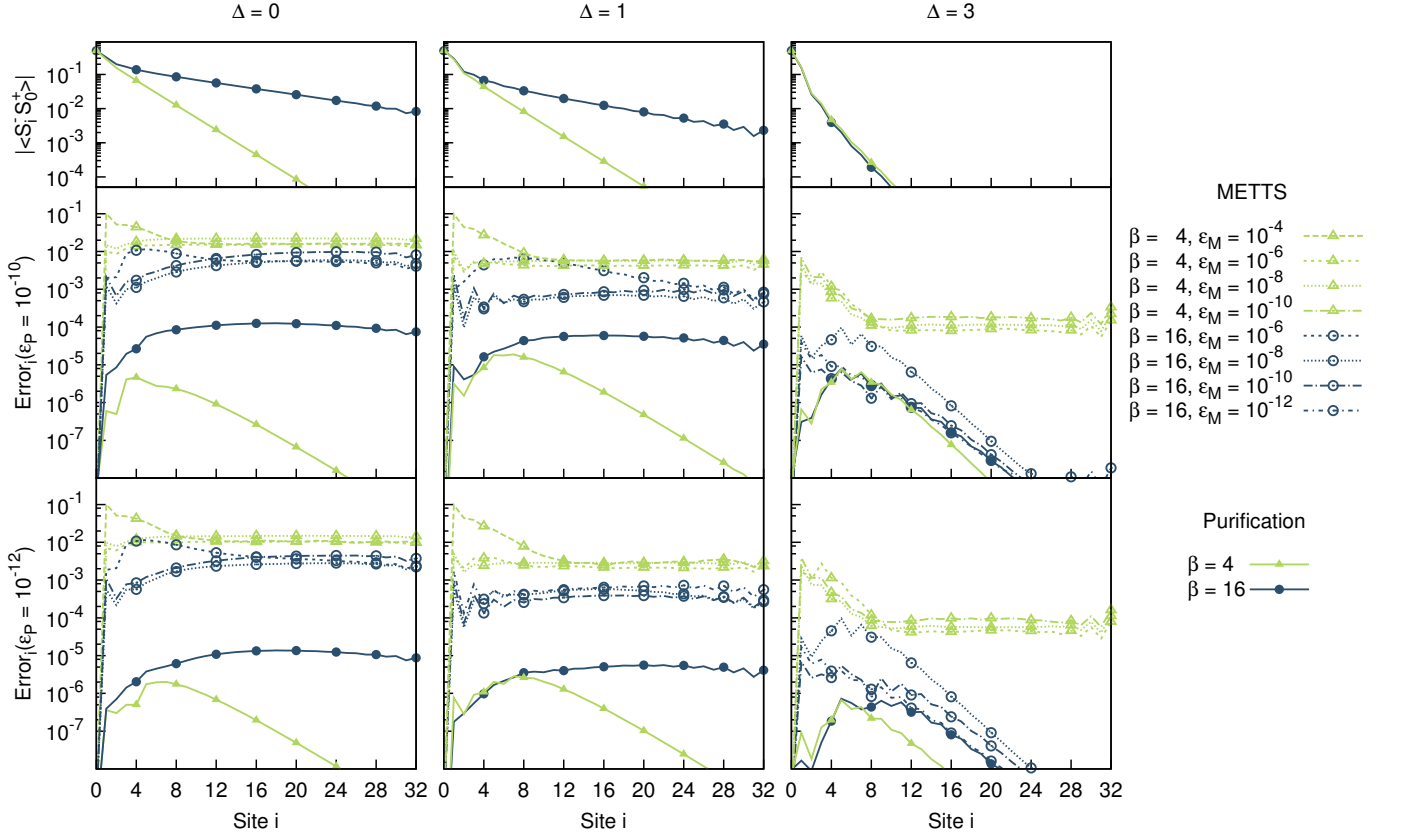 Δ = 0
Δ = 1
Δ = 3
|<S_i^- S_0^+>|
10^-1
10^-2
10^-3
10^-4
Error_i(ε_P = 10^-10)
10^-1
10^-2
10^-3
10^-4
10^-5
10^-6
10^-7
Error_i(ε_P = 10^-12)
10^-1
10^-2
10^-3
10^-4
10^-5
10^-6
10^-7
0 4 8 12 16 20 24 28 32
0 4 8 12 16 20 24 28 32
0 4 8 12 16 20 24 28 32
Site i
Site i
Site i
METTS
β = 4, ε_M = 10^-4
β = 4, ε_M = 10^-6
β = 4, ε_M = 10^-8
β = 4, ε_M = 10^-10
β = 16, ε_M = 10^-6
β = 16, ε_M = 10^-8
β = 16, ε_M = 10^-10
β = 16, ε_M = 10^-12
Purification
β = 4
β = 16